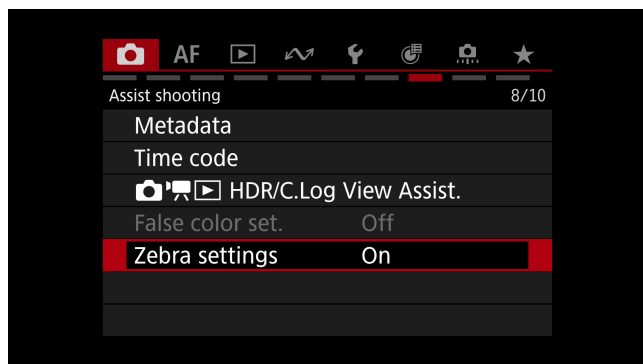 AF
Assist shooting 8/10
Metadata
Time code
HDR/C.Log View Assist.
False color set. Off
Zebra settings On